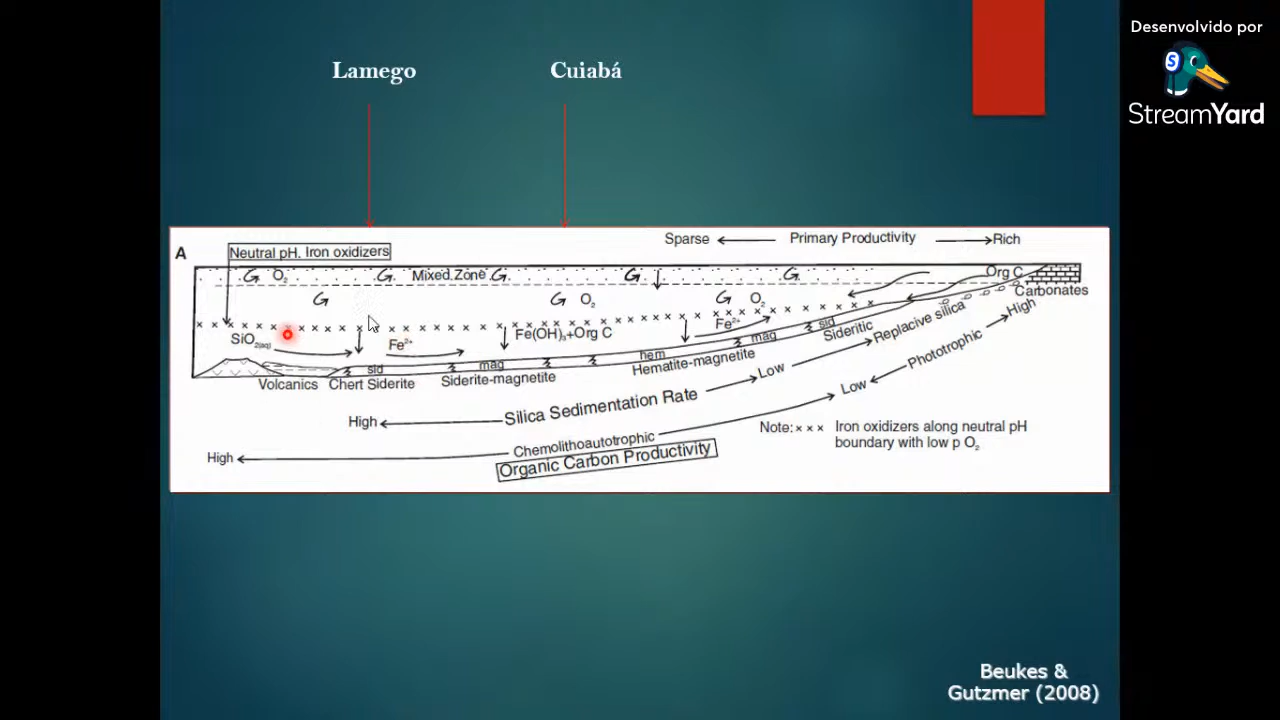 Desenvolvido por
StreamYard
Lamego
Cuiabá
A
Neutral pH. Iron oxidizers
Sparse
Primary Productivity
Rich
O₂
Mixed Zone
Org C
Carbonates
O₂
O₂
SiO₂(aq)
Fe²⁺
Fe(OH)₃+Org C
Fe²⁺
sid
mag
hem
mag
sid
Volcanics
Chert Siderite
Siderite-magnetite
Hematite-magnetite
Sideritic
Replacive silica
High
High
Silica Sedimentation Rate
Low
High
Chemolithoautotrophic
Low
Phototrophic
Organic Carbon Productivity
Note: x x x Iron oxidizers along neutral pH
boundary with low p O₂
Beukes &
Gutzmer (2008)